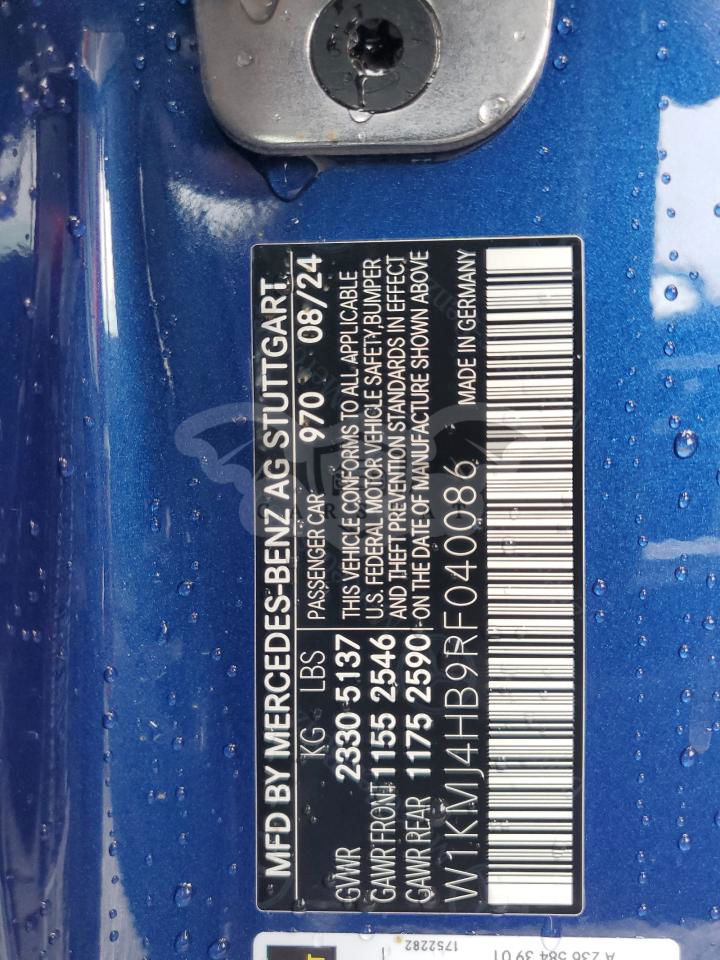 MFD BY MERCEDES-BENZ AG STUTTGART
KG LBS PASSENGER CAR 970 08/24
GVWR 2330 5137 THIS VEHICLE CONFORMS TO ALL APPLICABLE
GAWR FRONT 1155 2546 U.S. FEDERAL MOTOR VEHICLE SAFETY,BUMPER
AND THEFT PREVENTION STANDARDS IN EFFECT
GAWR REAR 1175 2590 ON THE DATE OF MANUFACTURE SHOWN ABOVE
W1KMJ4HB9RF040086 MADE IN GERMANY
1752282
A 236 584 39 01